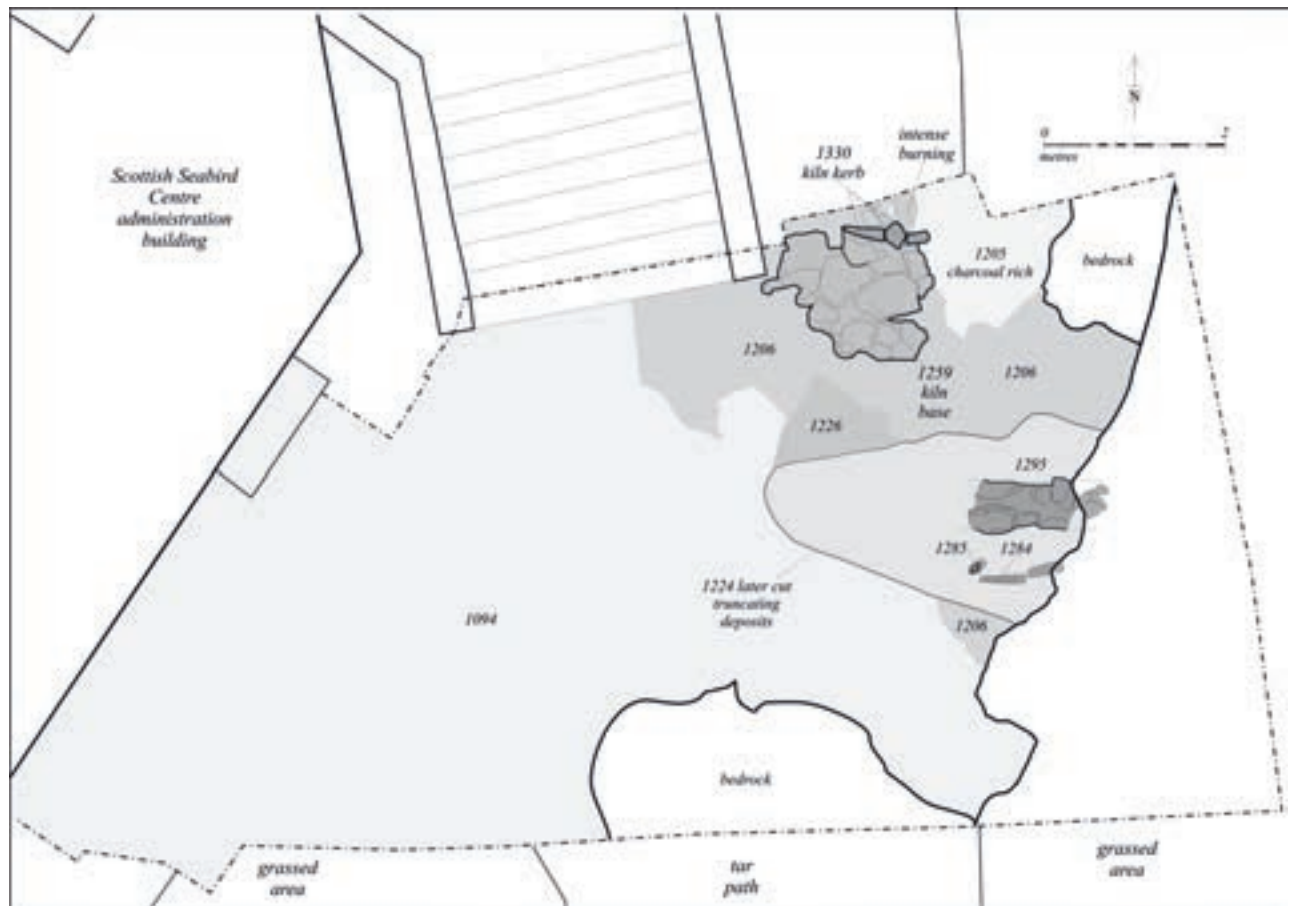 Scottish Seabird
Centre
administration
building
1330
kiln kerb
intense
burning
N
0
metres
1205
charcoal rich
bedrock
1206
1259
kiln
base
1206
1226
1295
1285
1284
1224 later cut
truncating
deposits
1206
1094
bedrock
grassed
area
tar
path
grassed
area